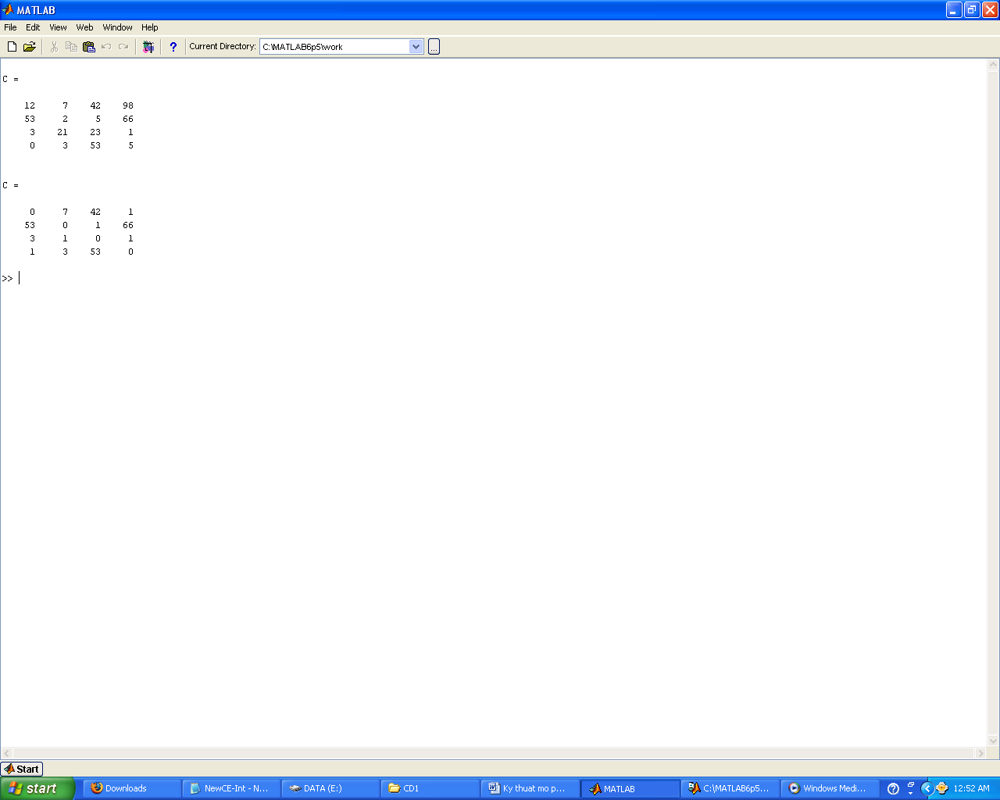 MATLAB
File Edit View Web Window Help
? Current Directory: C:\MATLAB6p5\work ...
C =
12 7 42 98
53 2 5 66
3 21 23 1
0 3 53 5
C =
0 7 42 1
53 0 1 66
3 1 0 1
1 3 53 0
>>
Start
start Downloads NewCE-Int - N... DATA (E:) CD1 Ky thuat mo p... MATLAB C:\MATLAB6p5... Windows Medi... ? 12:52 AM